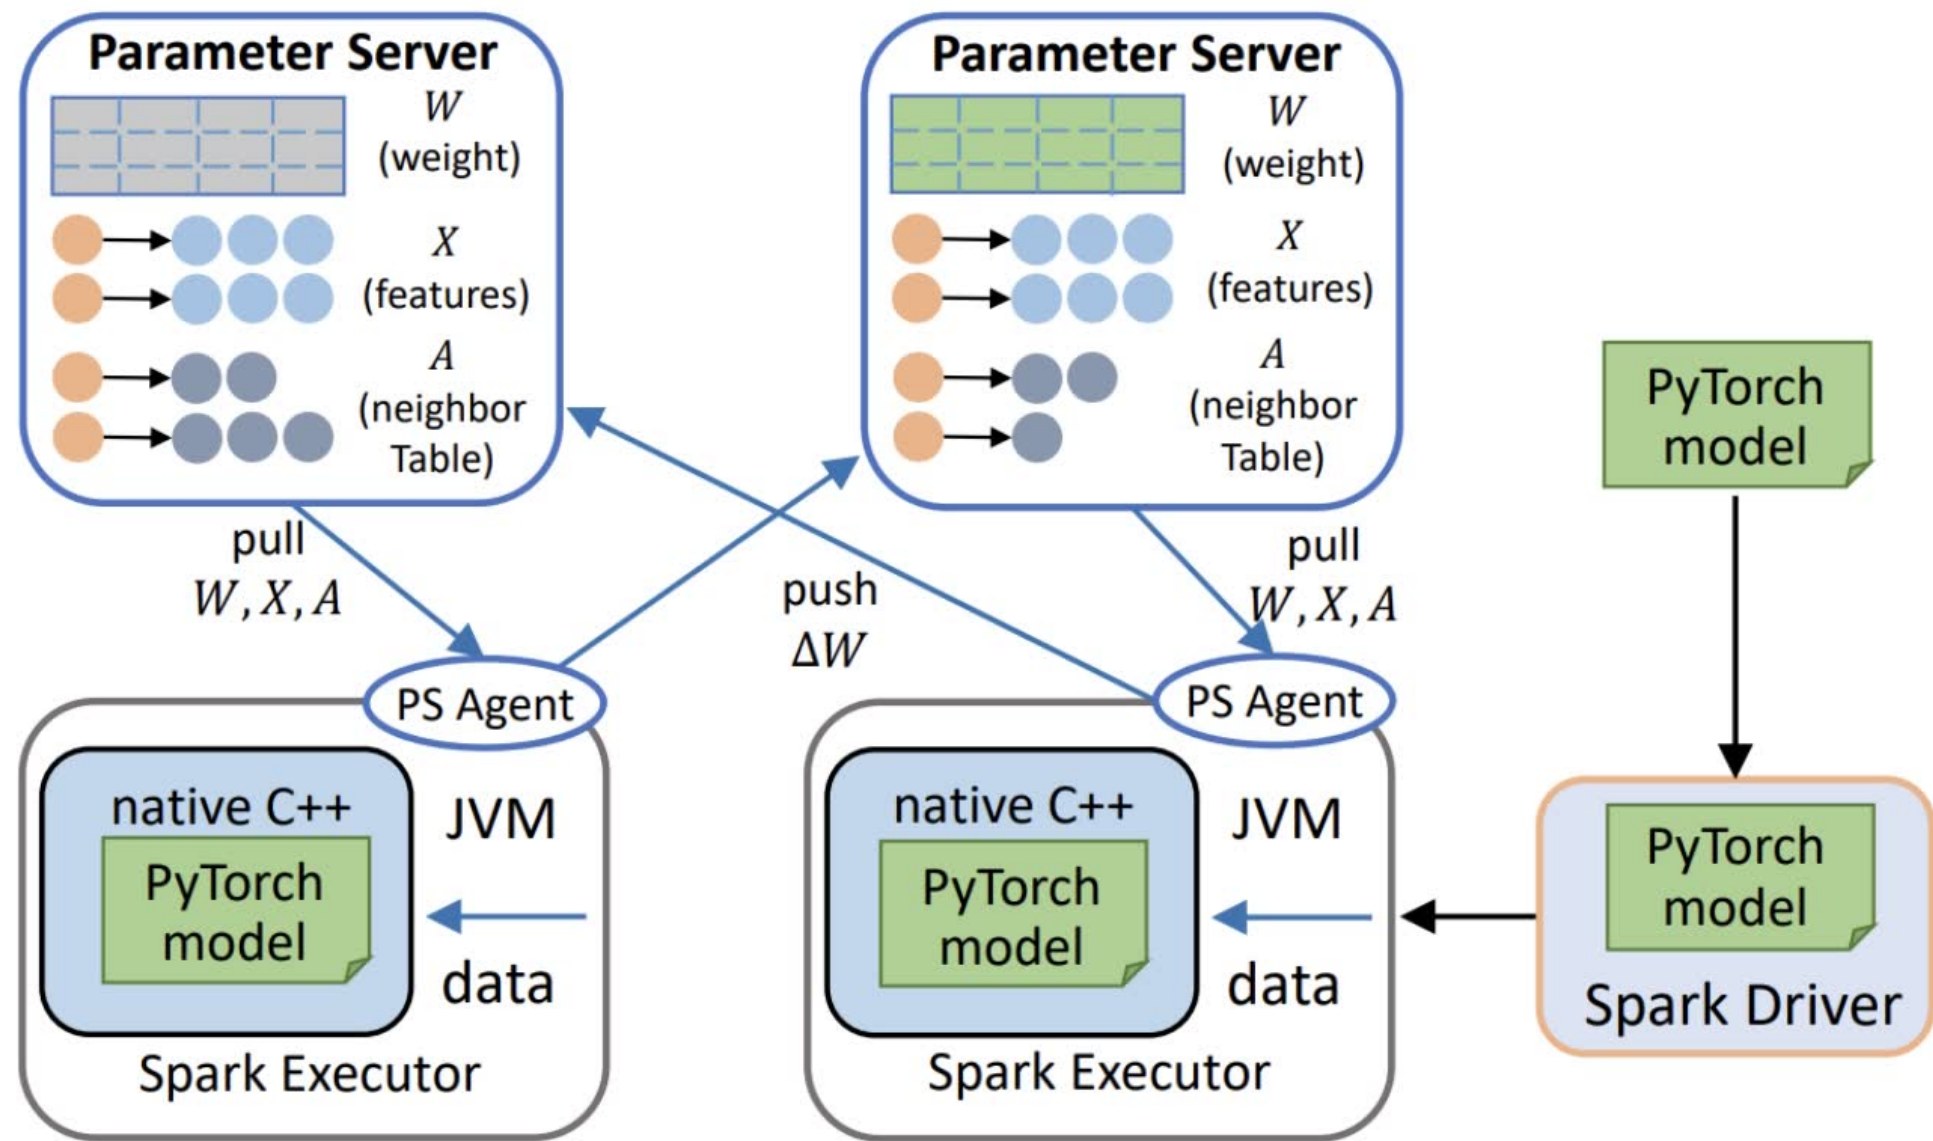 Parameter Server
W
(weight)
X
(features)
A
(neighbor
Table)
Parameter Server
W
(weight)
X
(features)
A
(neighbor
Table)
PyTorch
model
pull
W, X, A
push
ΔW
pull
W, X, A
PS Agent
native C++
JVM
PyTorch
model
data
Spark Executor
PS Agent
native C++
JVM
PyTorch
model
data
Spark Executor
PyTorch
model
Spark Driver